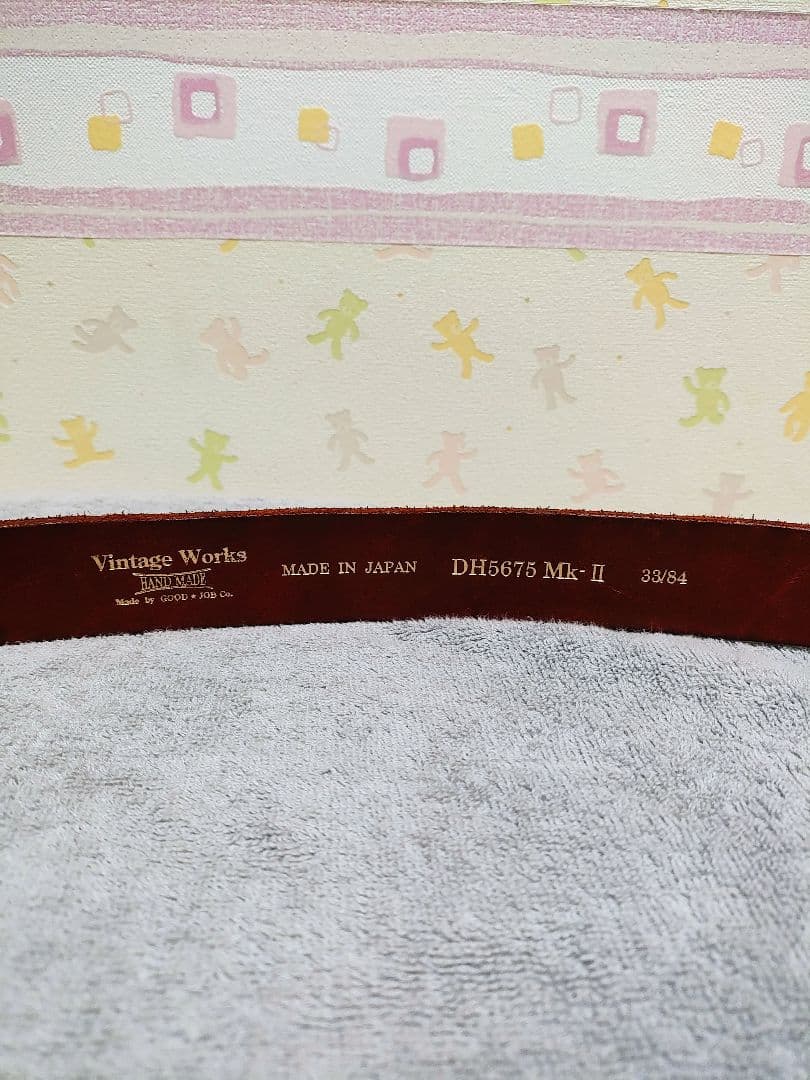 Vintage Works
HAND MADE
Made by GOOD★JOB Co.
MADE IN JAPAN
DH5675 Mk-II
33/84